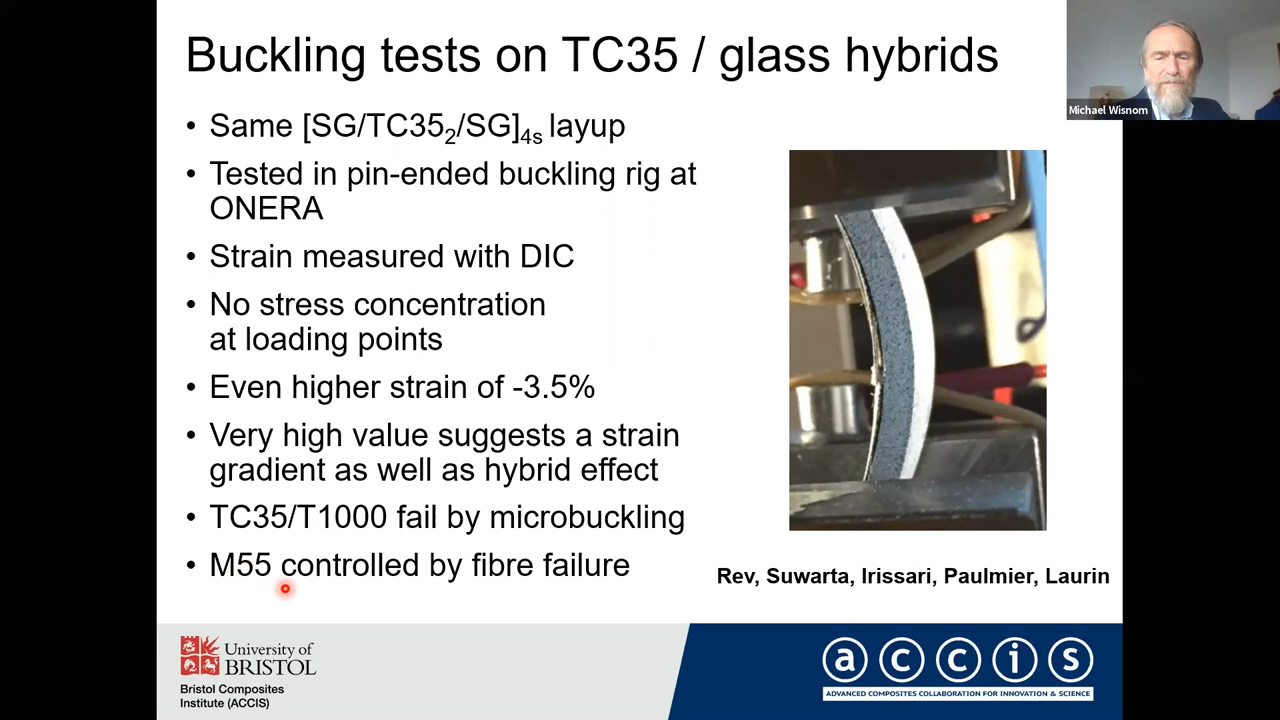 Buckling tests on TC35 / glass hybrids
Michael Wisnom
• Same [SG/TC35₂/SG]₄ₛ layup
• Tested in pin-ended buckling rig at
ONERA
• Strain measured with DIC
• No stress concentration
at loading points
• Even higher strain of -3.5%
• Very high value suggests a strain
gradient as well as hybrid effect
• TC35/T1000 fail by microbuckling
• M55 controlled by fibre failure
Rev, Suwarta, Irissari, Paulmier, Laurin
University of
BRISTOL
Bristol Composites
Institute (ACCIS)
accis
ADVANCED COMPOSITES COLLABORATION FOR INNOVATION & SCIENCE